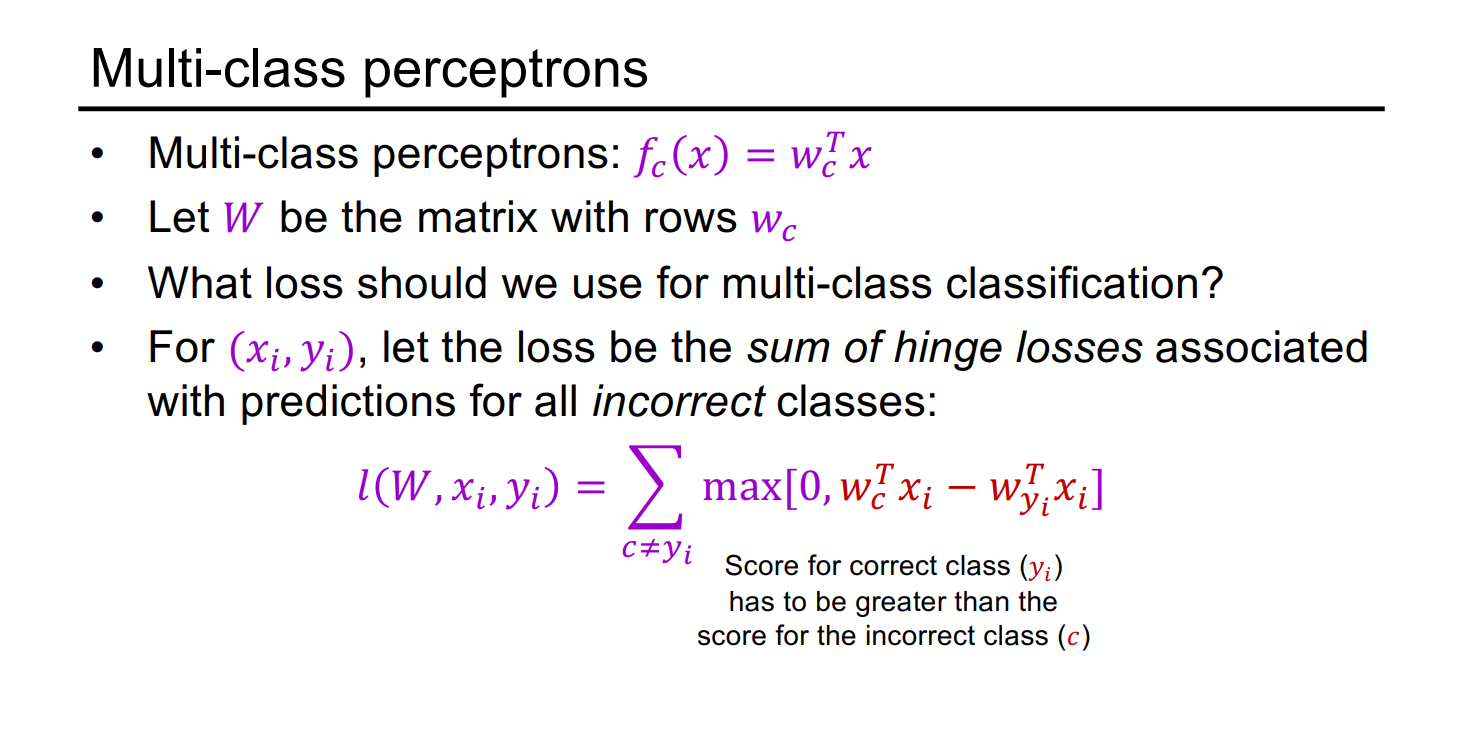 Multi-class perceptrons
• Multi-class perceptrons: $f_c(x) = w_c^T x$
• Let $W$ be the matrix with rows $w_c$
• What loss should we use for multi-class classification?
• For $(x_i, y_i)$, let the loss be the sum of hinge losses associated
with predictions for all incorrect classes:
$l(W, x_i, y_i) = \sum_{c \neq y_i} \max[0, w_c^T x_i - w_{y_i}^T x_i]$
Score for correct class ($y_i$)
has to be greater than the
score for the incorrect class ($c$)